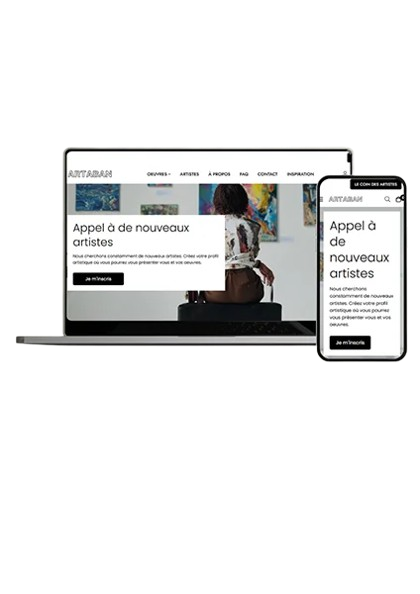 ARTABAN
OEUVRES ARTISTES À PROPOS FAQ CONTACT INSPIRATION
Appel à de nouveaux
artistes
Nous cherchons constamment de nouveaux artistes. Créez votre profil
artistique où vous pourrez vous présenter vous et vos oeuvres.
Je m'inscris
LE COIN DES ARTISTES
ARTABAN
Appel à
de
nouveaux
artistes
Nous cherchons
constamment de nouveaux
artistes. Créez votre profil
artistique où vous pourrez
vous présenter vous et vos
oeuvres.
Je m'inscris